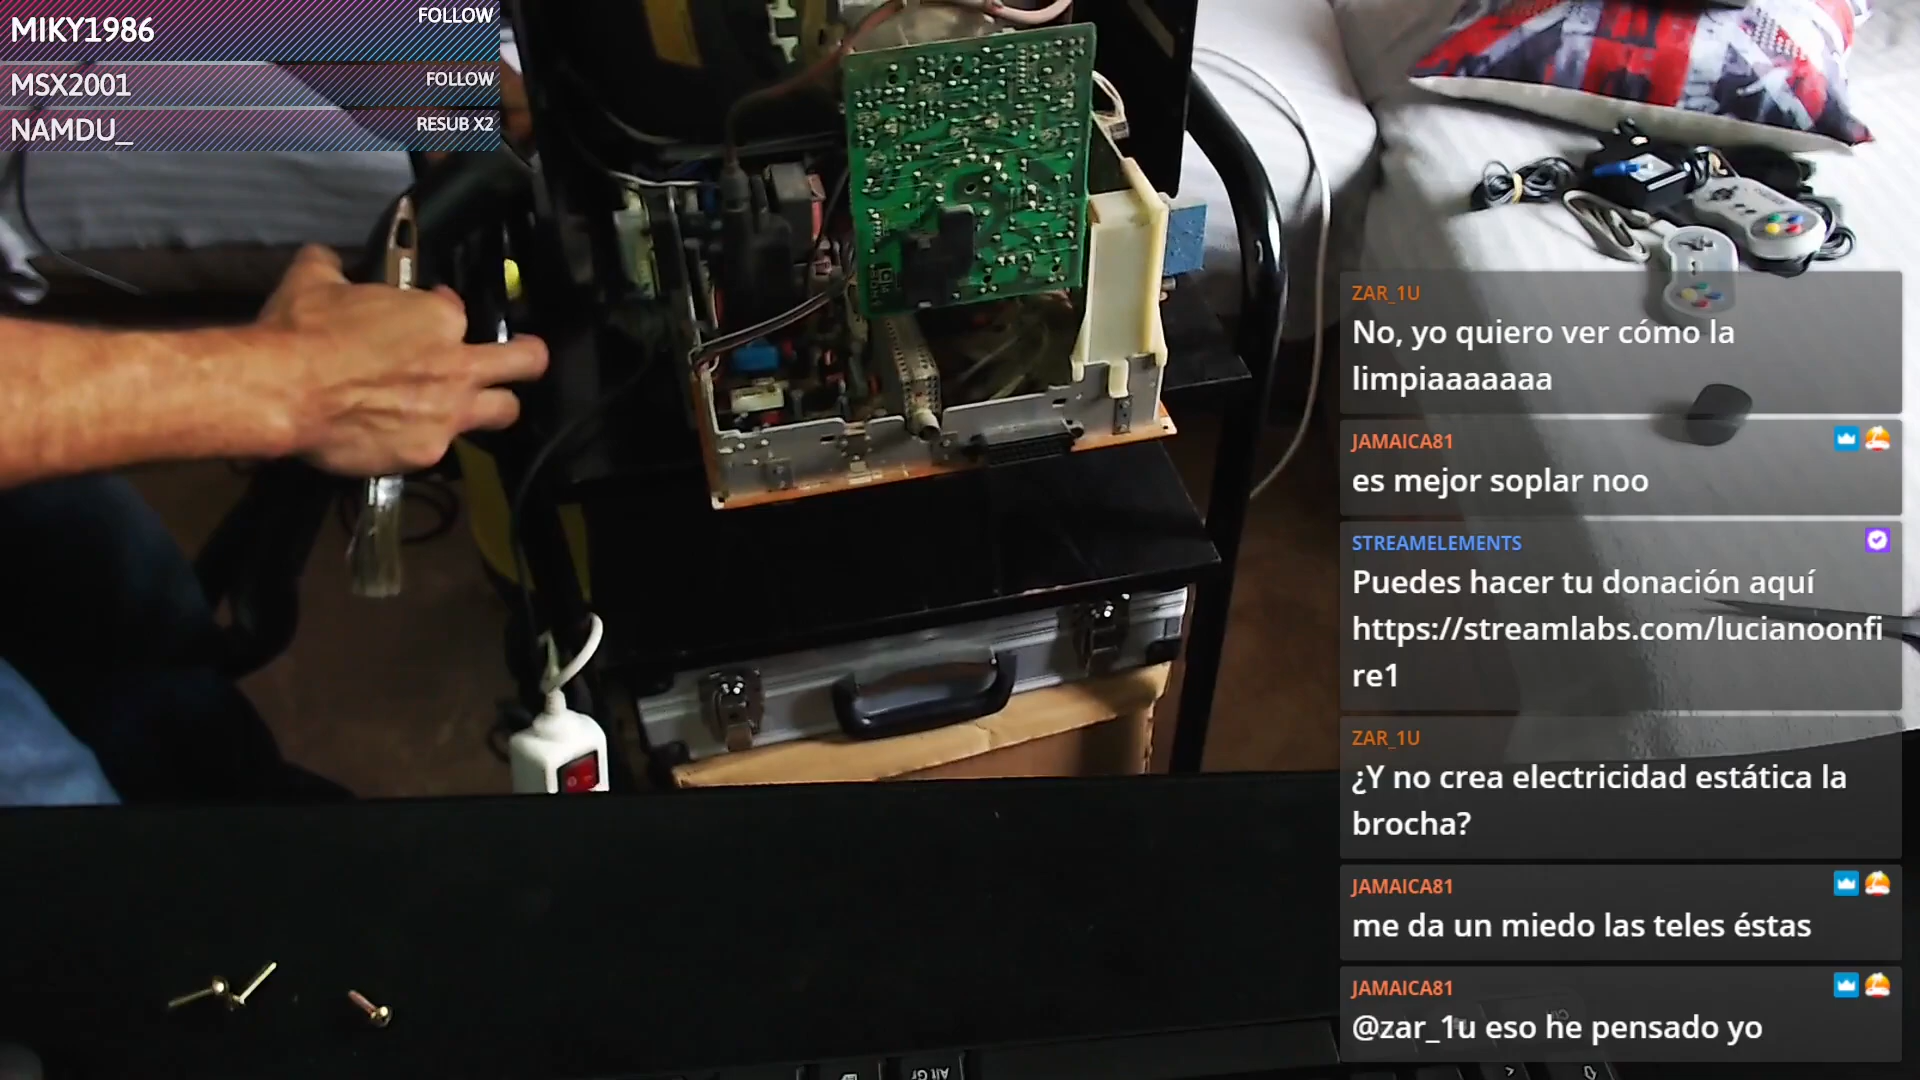 MIKY1986
FOLLOW
MSX2001
FOLLOW
NAMDU_
RESUB X2
ZAR_1U
No, yo quiero ver cómo la
limpiaaaaaaa
JAMAICA81
es mejor soplar noo
STREAMELEMENTS
Puedes hacer tu donación aquí
https://streamlabs.com/lucianoonfi
re1
ZAR_1U
¿Y no crea electricidad estática la
brocha?
JAMAICA81
me da un miedo las teles éstas
JAMAICA81
@zar_1u eso he pensado yo
Alt Gr